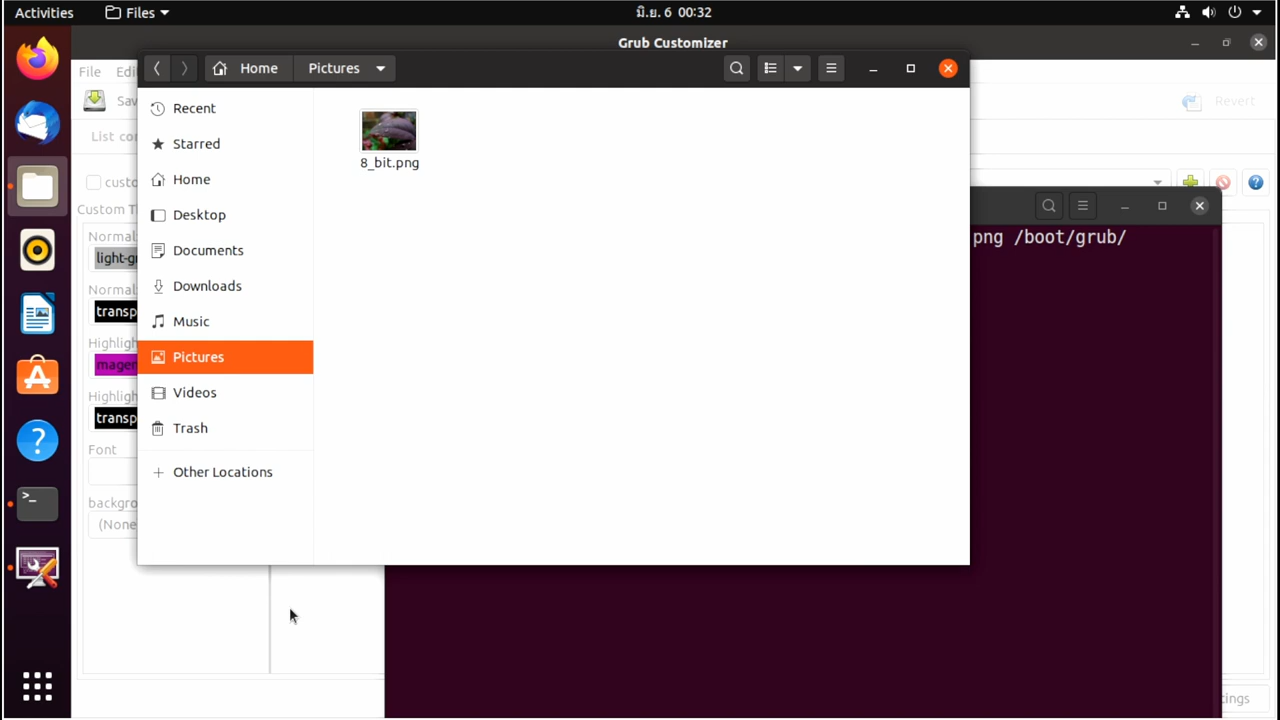 Activities
Files
มิ.ย. 6 00:32
Grub Customizer
File
Home
Pictures
Recent
Starred
Home
Desktop
Documents
Downloads
Music
Pictures
Videos
Trash
+ Other Locations
8_bit.png
Revert
List co
custo
Custom T
Normal
light-g
Normal
transp
Highligh
magen
Highligh
transp
Font
backgro
(None
png /boot/grub/
tings